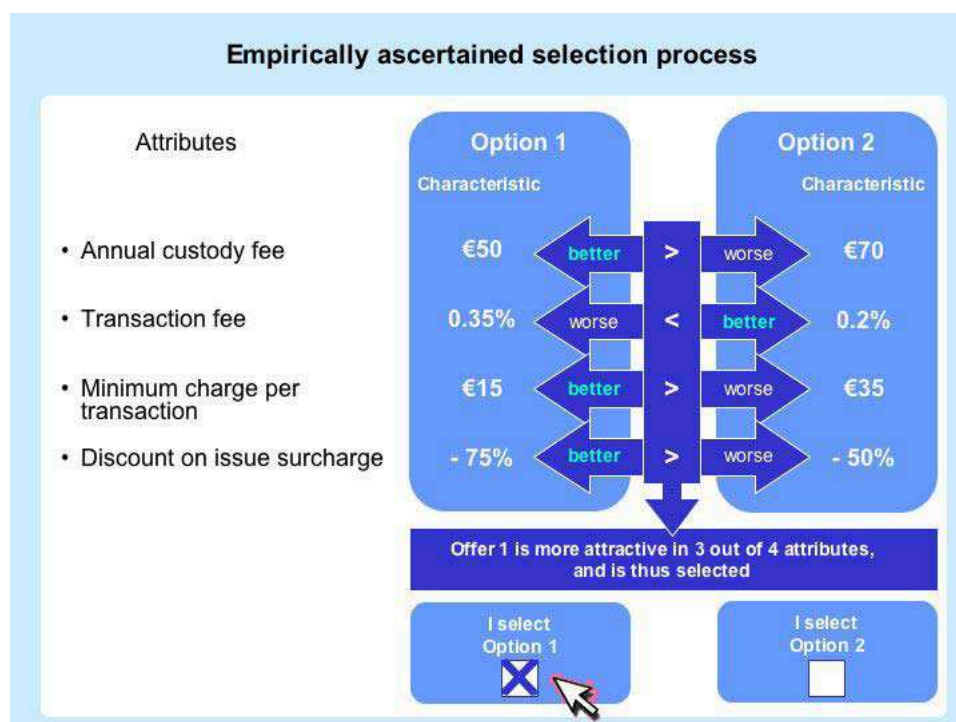 Empirically ascertained selection process
Attributes
Option 1
Option 2
Characteristic
Characteristic
• Annual custody fee €50 better > worse €70
• Transaction fee 0.35% worse < better 0.2%
• Minimum charge per
transaction €15 better > worse €35
• Discount on issue surcharge - 75% better > worse - 50%
Offer 1 is more attractive in 3 out of 4 attributes,
and is thus selected
I select
Option 1
I select
Option 2